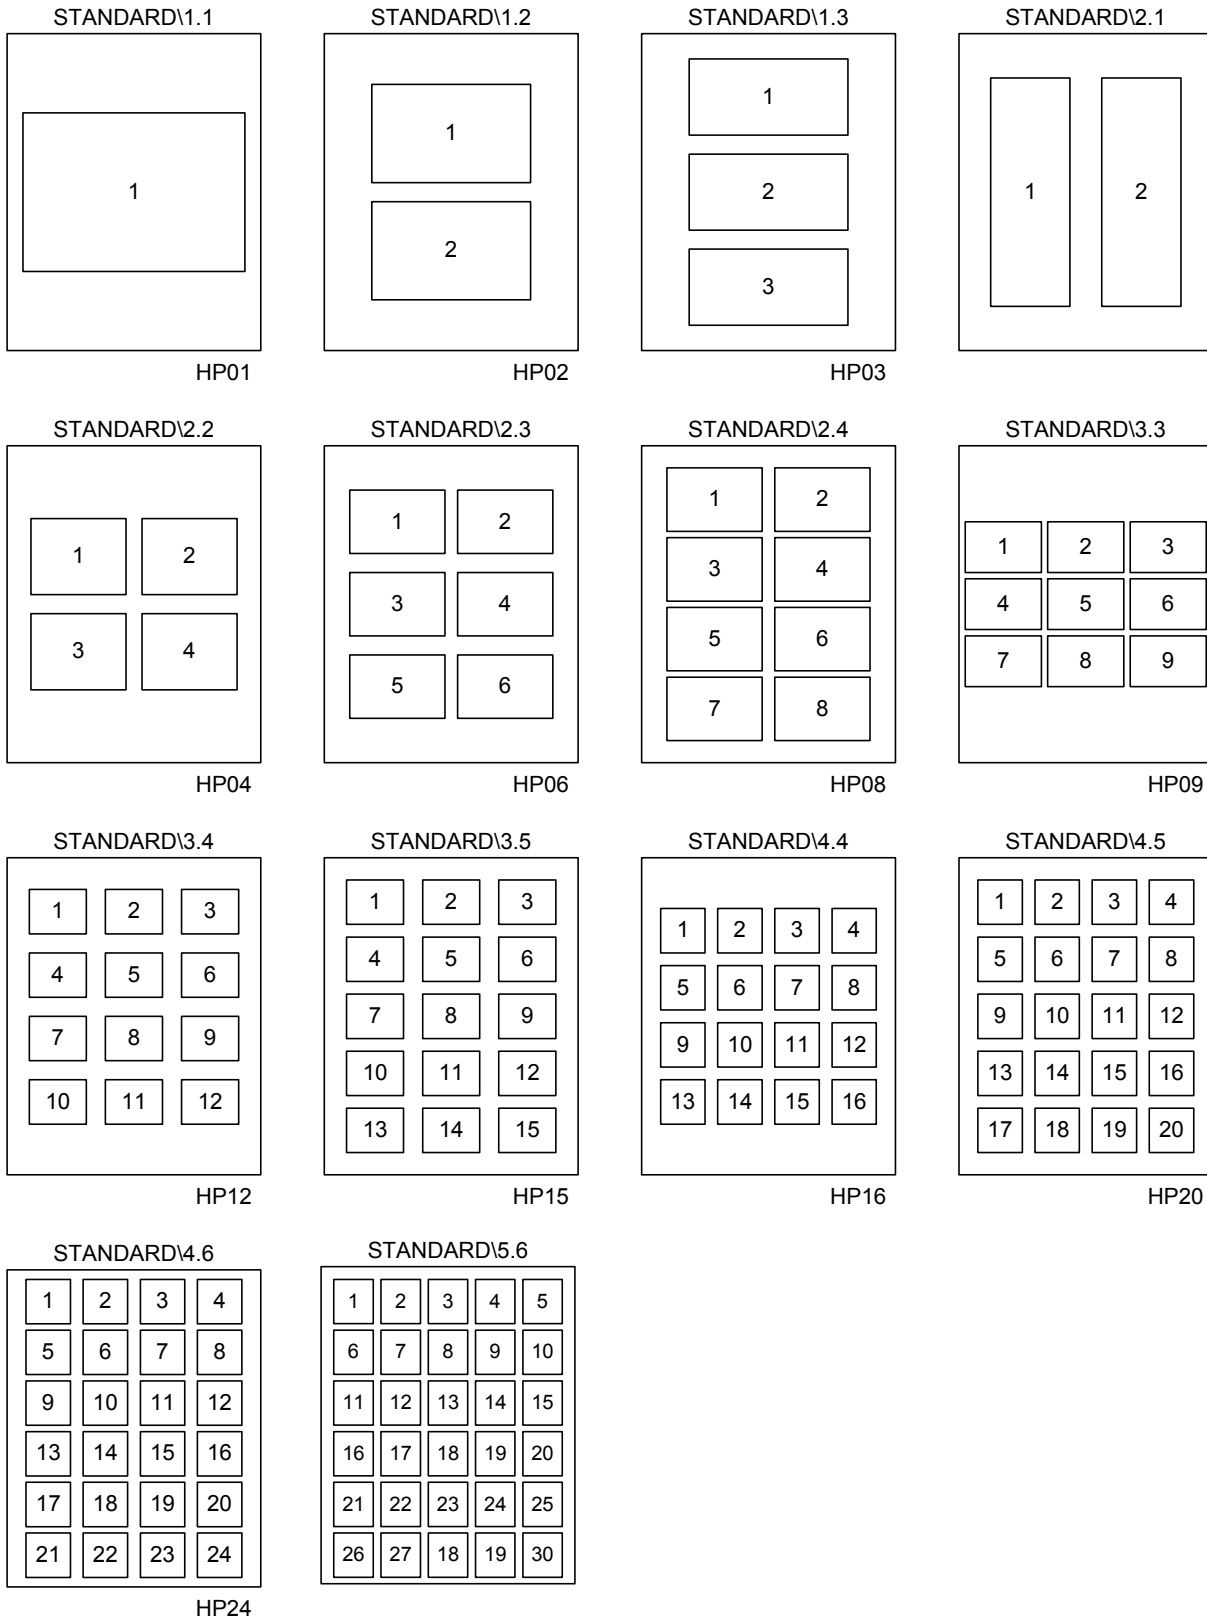 STANDARD\1.1 STANDARD\1.2 STANDARD\1.3 STANDARD\2.1
1
1
2
1
2
3
1 2
HP01 HP02 HP03
STANDARD\2.2 STANDARD\2.3 STANDARD\2.4 STANDARD\3.3
1 2
3 4
1 2
3 4
5 6
1 2
3 4
5 6
7 8
1 2 3
4 5 6
7 8 9
HP04 HP06 HP08 HP09
STANDARD\3.4 STANDARD\3.5 STANDARD\4.4 STANDARD\4.5
1 2 3
4 5 6
7 8 9
10 11 12
1 2 3
4 5 6
7 8 9
10 11 12
13 14 15
1 2 3 4
5 6 7 8
9 10 11 12
13 14 15 16
1 2 3 4
5 6 7 8
9 10 11 12
13 14 15 16
17 18 19 20
HP12 HP15 HP16 HP20
STANDARD\4.6 STANDARD\5.6
1 2 3 4
5 6 7 8
9 10 11 12
13 14 15 16
17 18 19 20
21 22 23 24
1 2 3 4 5
6 7 8 9 10
11 12 13 14 15
16 17 18 19 20
21 22 23 24 25
26 27 18 19 30
HP24